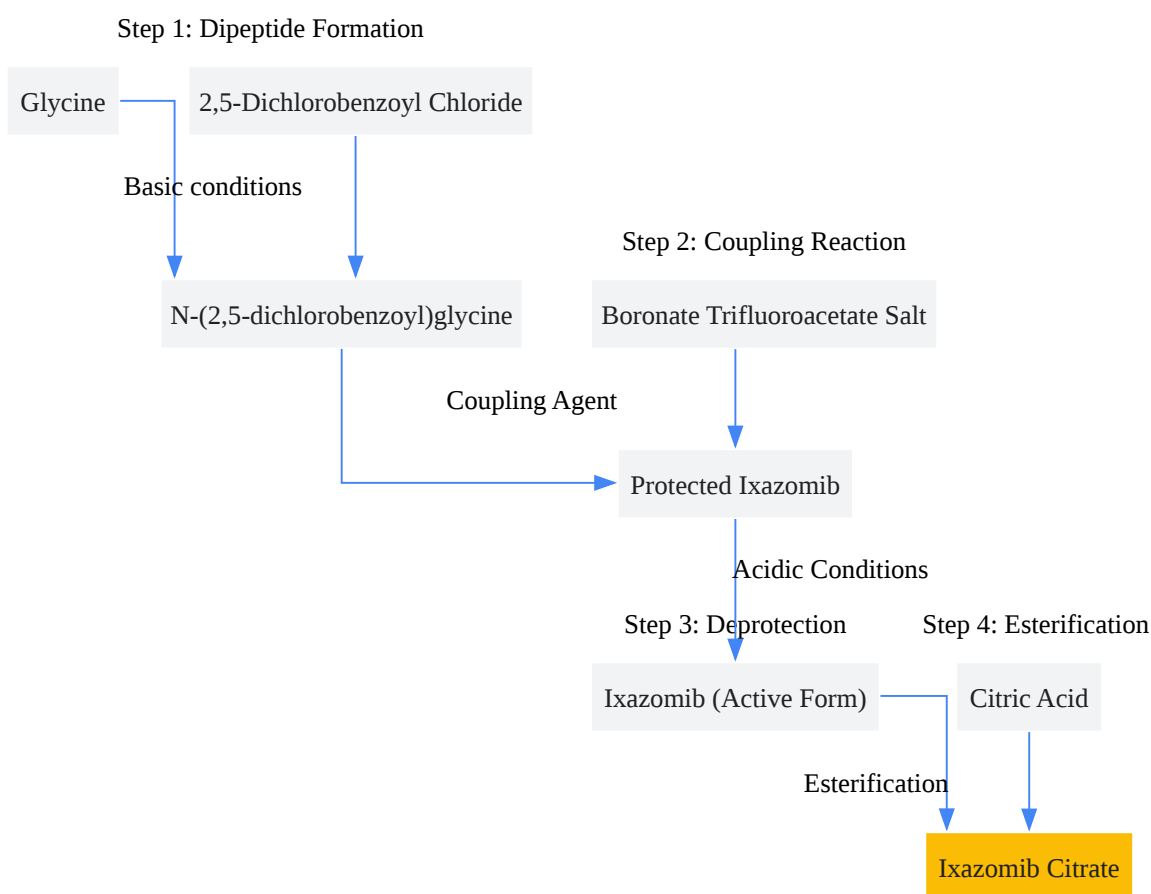 Step 1: Dipeptide Formation
Glycine
2,5-Dichlorobenzoyl Chloride
Basic conditions
Step 2: Coupling Reaction
N-(2,5-dichlorobenzoyl)glycine
Boronate Trifluoroacetate Salt
Coupling Agent
Protected Ixazomib
Acidic Conditions
Step 3: Deprotection
Step 4: Esterification
Ixazomib (Active Form)
Citric Acid
Esterification
Ixazomib Citrate